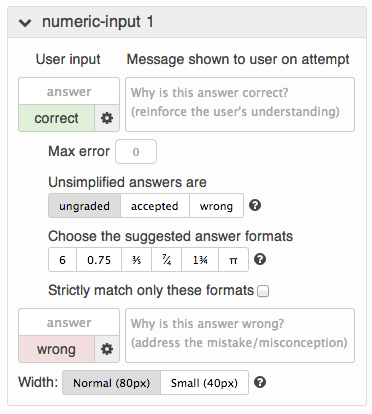 numeric-input 1
User input Message shown to user on attempt
answer Why is this answer correct?
correct (reinforce the user's understanding)
Max error 0
Unsimplified answers are
ungraded accepted wrong ?
Choose the suggested answer formats
6 0.75 ⅗ ⁷⁄₄ 1¾ π ?
Strictly match only these formats
answer Why is this answer wrong?
wrong (address the mistake/misconception)
Width: Normal (80px) Small (40px) ?